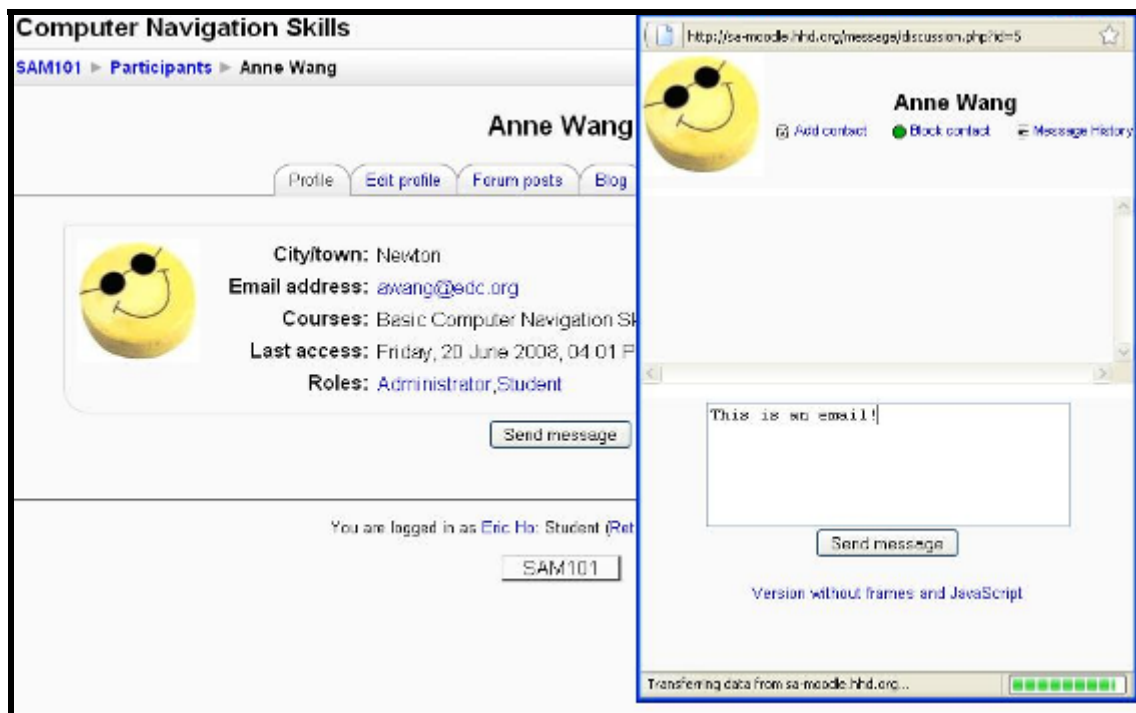 Computer Navigation Skills
SAM101 ► Participants ► Anne Wang
Anne Wang
Profile Edit profile Forum posts Blog
City/town: Newton
Email address: awang@edc.org
Courses: Basic Computer Navigation Sk
Last access: Friday, 20 June 2008, 04:01 P
Roles: Administrator,Student
Send message
You are logged in as Eric Ho: Student (Ret
SAM101
http://sa-moodle.hhd.org/message/discussion.php?id=5
Anne Wang
Add contact Block contact Message History
This is an email!
Send message
Version without frames and JavaScript
Transferring data from sa-moodle.hhd.org...